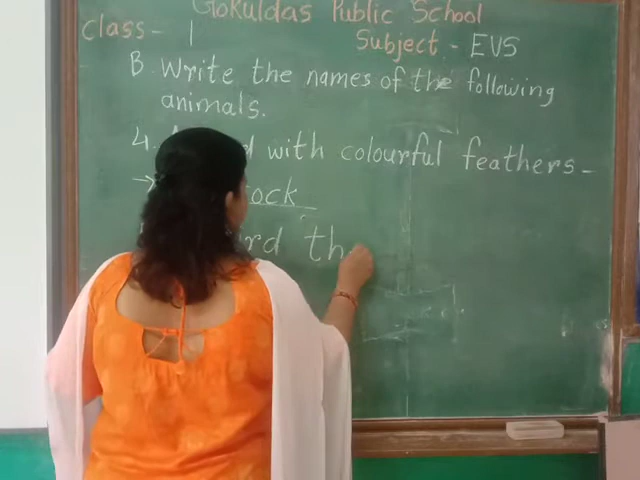 Gokuldas Public School
Class - 1
Subject - EVS
B. Write the names of the following
animals.
4. with colourful feathers -
→ ock
rd th